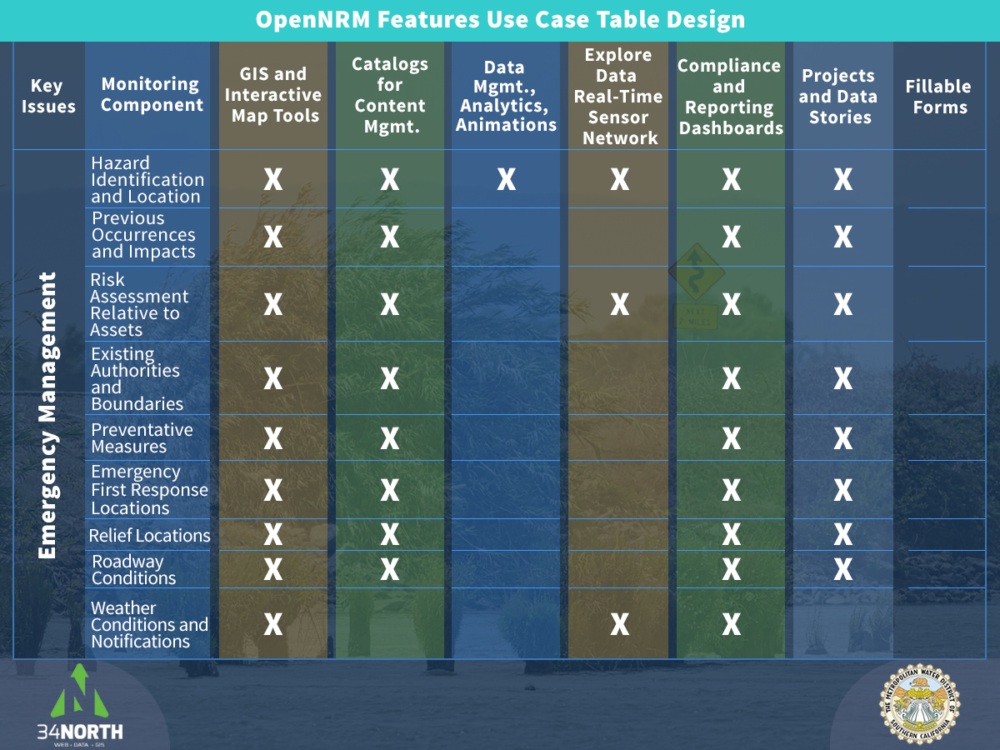 OpenNRM Features Use Case Table Design
Key
Issues
Monitoring
Component
GIS and
Interactive
Map Tools
Catalogs
for
Content
Mgmt.
Data
Mgmt.,
Analytics,
Animations
Explore
Data
Real-Time
Sensor
Network
Compliance
and
Reporting
Dashboards
Projects
and Data
Stories
Fillable
Forms
Emergency Management
Hazard
Identification
and Location
X X X X X X
Previous
Occurrences
and Impacts
X X X X
Risk
Assessment
Relative to
Assets
X X X X X
NEXT
2 MILES
Existing
Authorities
and
Boundaries
X X X X
Preventative
Measures
X X X X
Emergency
First Response
Locations
X X X X
Relief Locations
X X X X
Roadway
Conditions
X X X X
Weather
Conditions and
Notifications
X X X
34NORTH
WEB • DATA • GIS
THE METROPOLITAN WATER DISTRICT OF
SOUTHERN CALIFORNIA